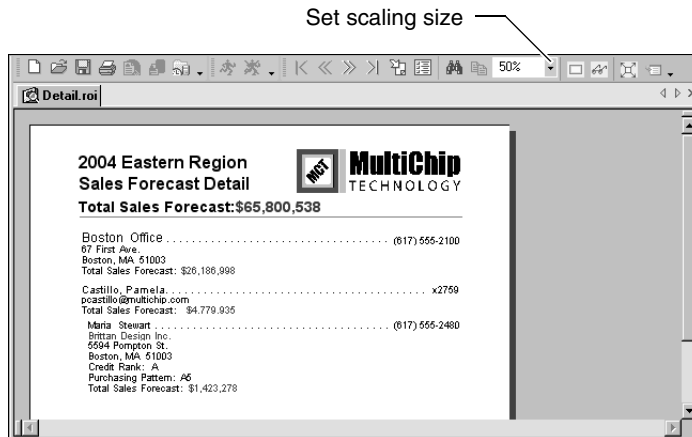 Set scaling size
50%
Detail.roi
2004 Eastern Region
Sales Forecast Detail
MCT
MultiChip
TECHNOLOGY
Total Sales Forecast:$65,800,538
Boston Office . . . . . . . . . . . . . . . . . . . . . . . . . . . . . . . . . . . (617) 555-2100
67 First Ave.
Boston, MA 51003
Total Sales Forecast: $26,186,998
Castillo, Pamela. . . . . . . . . . . . . . . . . . . . . . . . . . . . . . . . . . . x2759
pcastillo@multichip.com
Total Sales Forecast: $4.779.935
Maria Stewart . . . . . . . . . . . . . . . . . . . . . . . . . . . . . . . . . . . (617) 555-2480
Brittan Design Inc.
5594 Pompton St.
Boston, MA 51003
Credit Rank: A
Purchasing Pattern: A5
Total Sales Forecast: $1,423,278